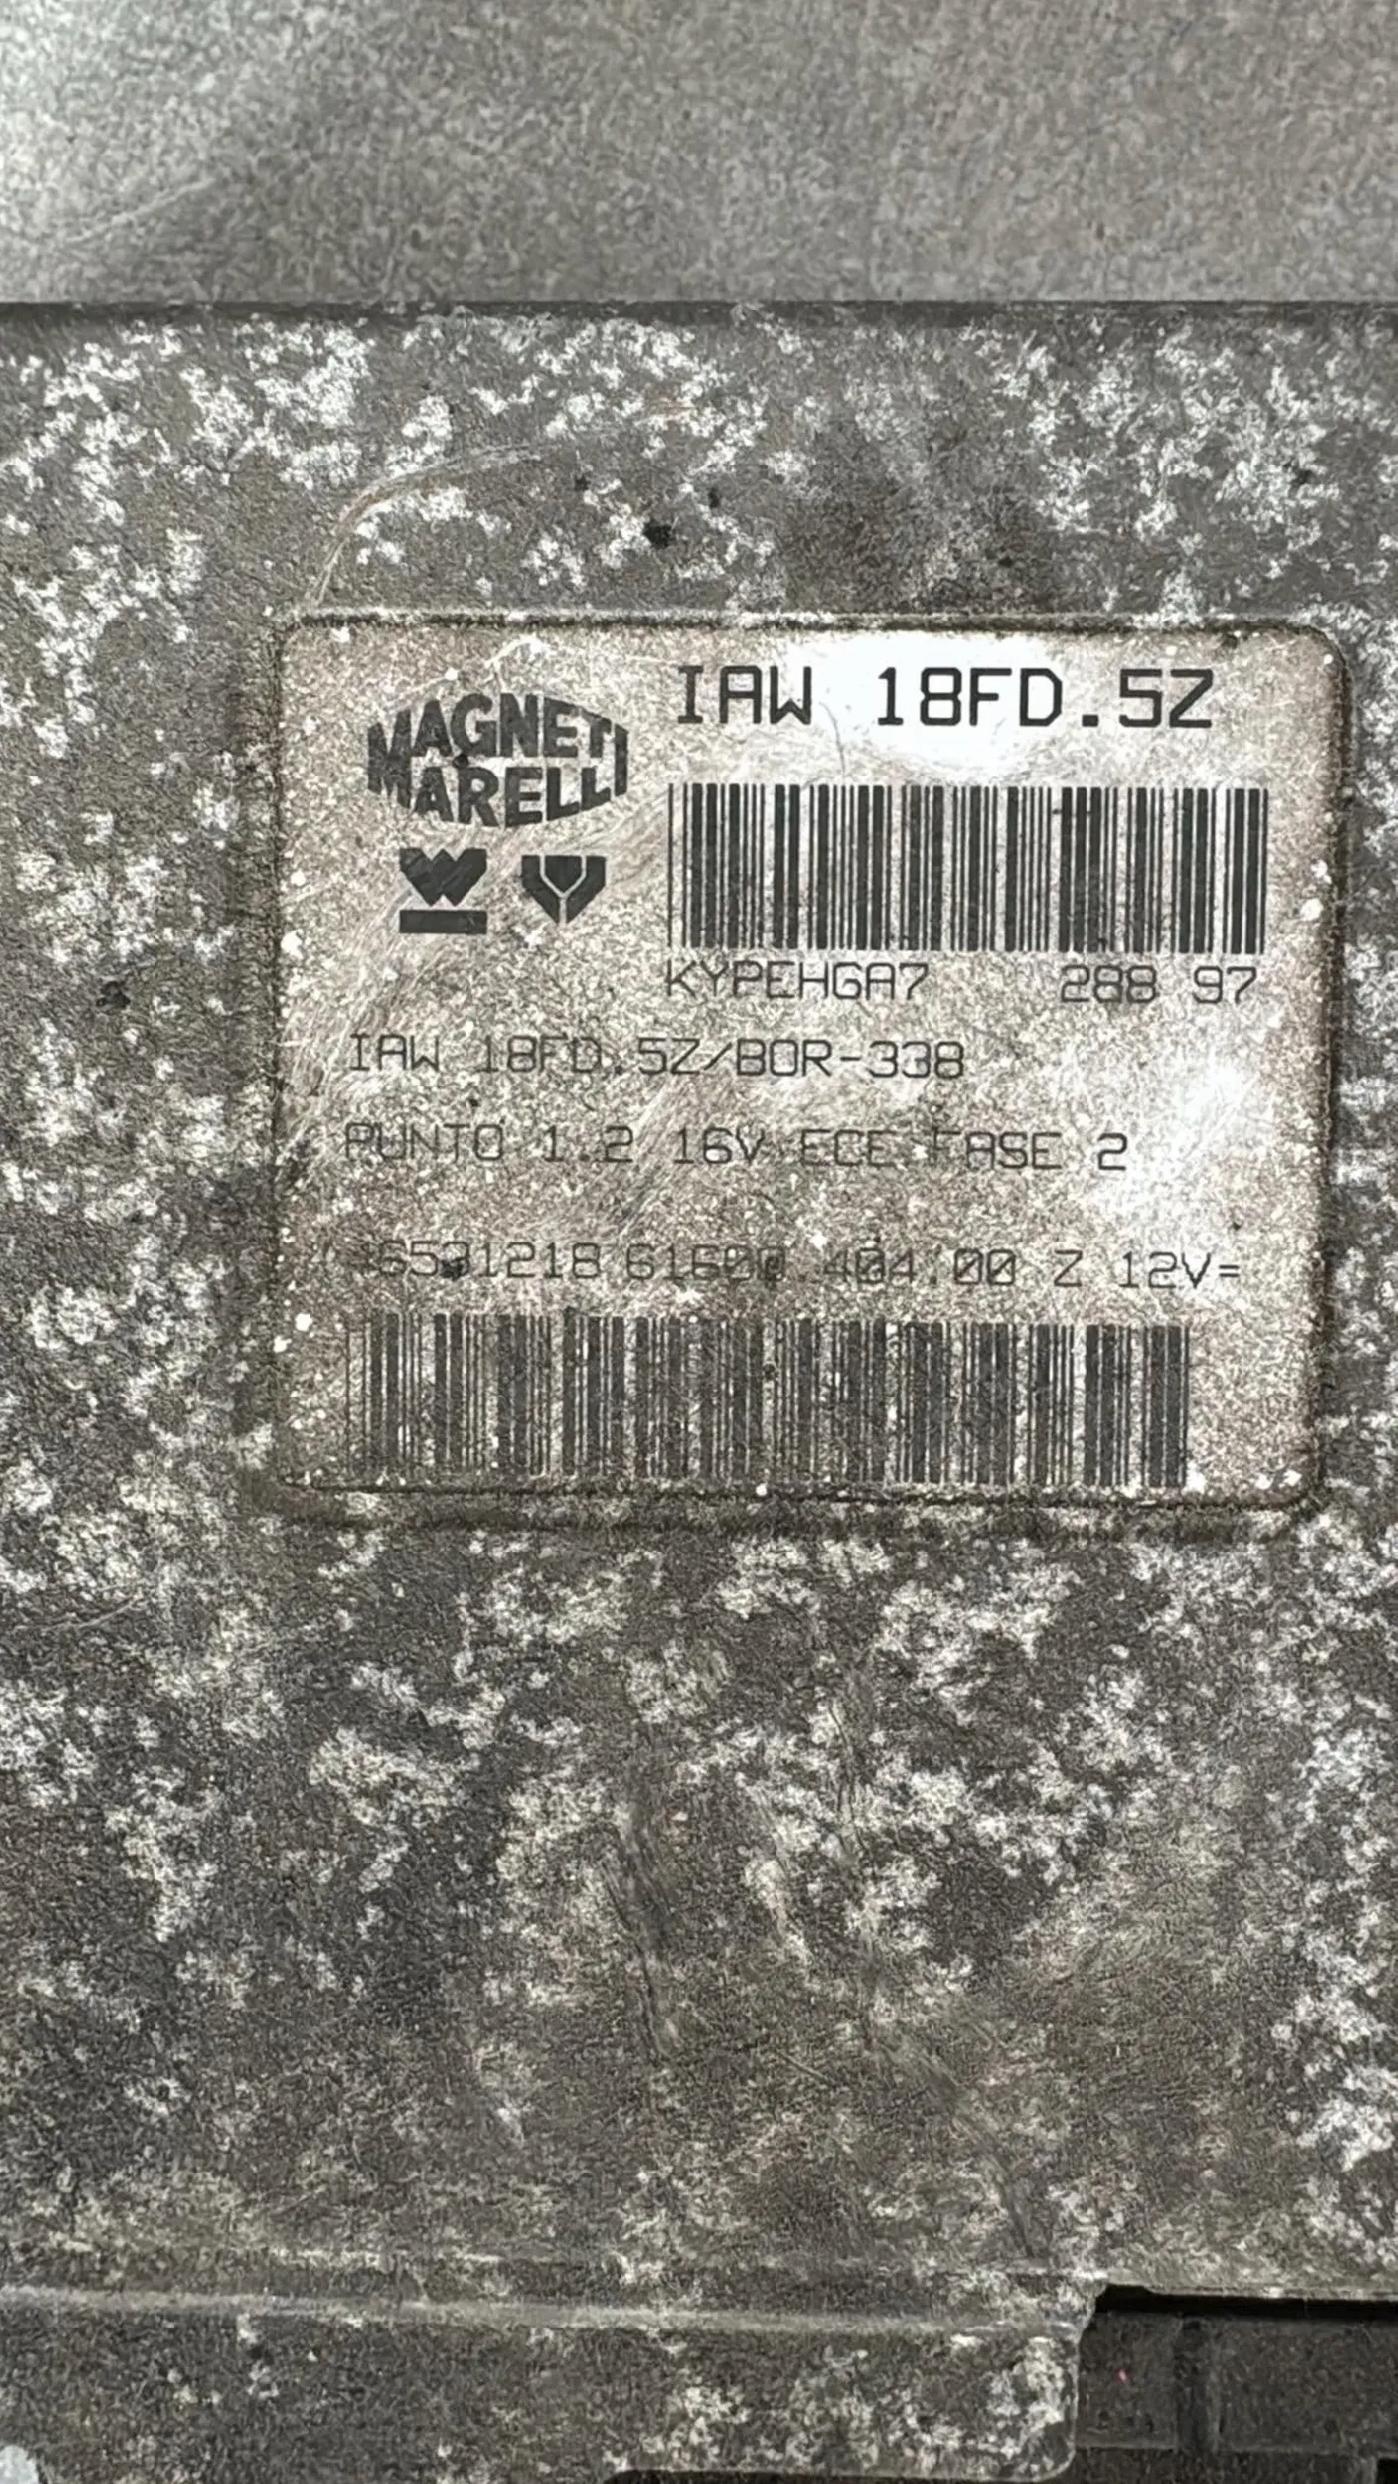 MAGNETI
MARELLI
IAW 18FD.5Z
KYPEHGA7 288 97
IAW 18FD.5Z/BOR-338
PUNTO 1.2 16V ECE FASE 2
404 00 Z 12V=